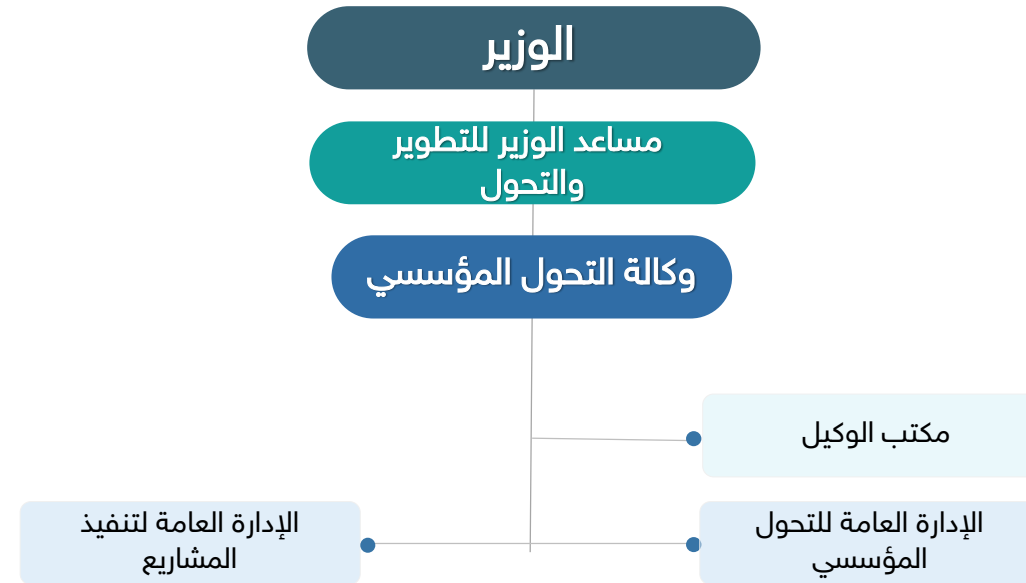 الوزير
مساعد الوزير للتطوير
والتحول
وكالة التحول المؤسسي
مكتب الوكيل
الإدارة العامة للتحول
المؤسسي
الإدارة العامة لتنفيذ
المشاريع